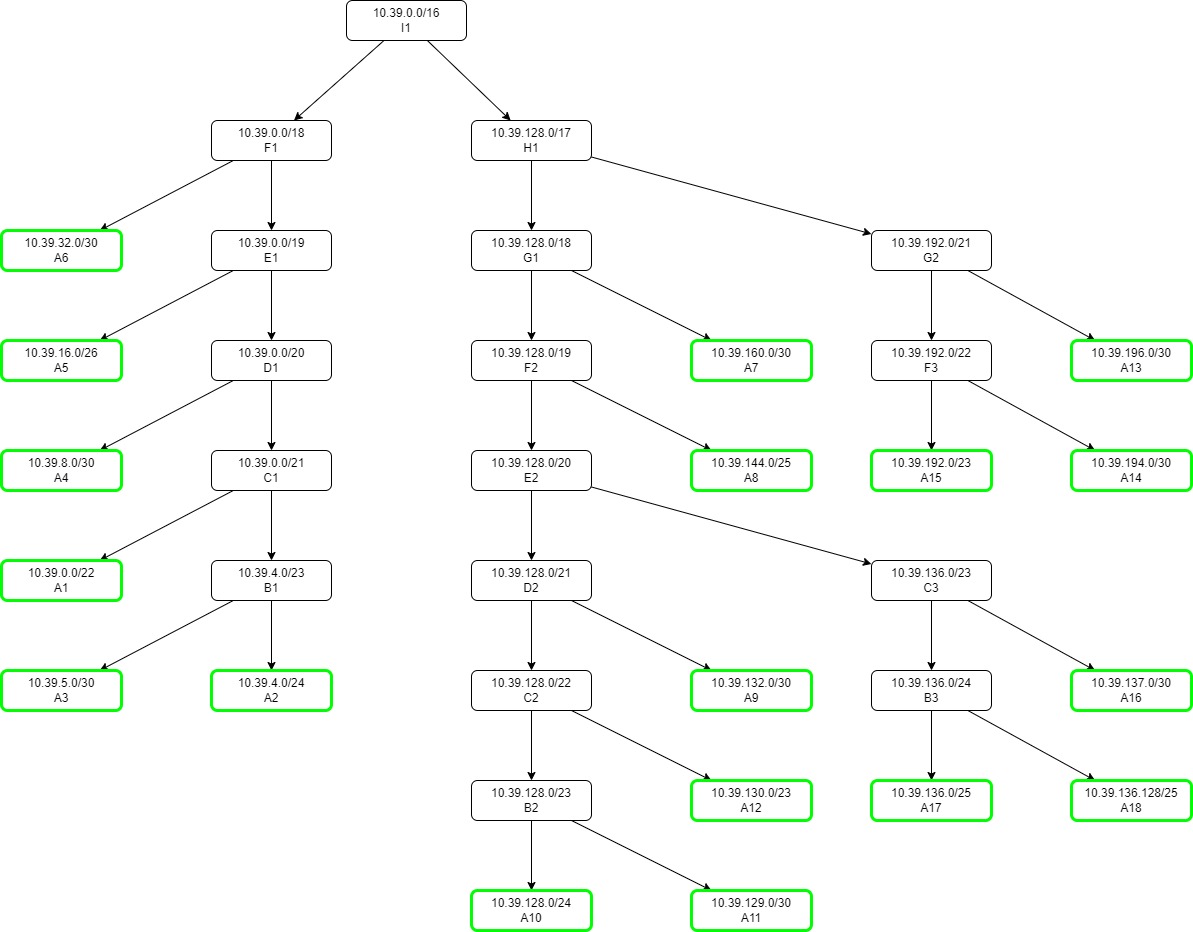 10.39.0.0/16
I1
10.39.0.0/18
F1
10.39.128.0/17
H1
10.39.32.0/30
A6
10.39.0.0/19
E1
10.39.128.0/18
G1
10.39.192.0/21
G2
10.39.16.0/26
A5
10.39.0.0/20
D1
10.39.128.0/19
F2
10.39.160.0/30
A7
10.39.192.0/22
F3
10.39.196.0/30
A13
10.39.8.0/30
A4
10.39.0.0/21
C1
10.39.128.0/20
E2
10.39.144.0/25
A8
10.39.192.0/23
A15
10.39.194.0/30
A14
10.39.0.0/22
A1
10.39.4.0/23
B1
10.39.128.0/21
D2
10.39.136.0/23
C3
10.39.5.0/30
A3
10.39.4.0/24
A2
10.39.128.0/22
C2
10.39.132.0/30
A9
10.39.136.0/24
B3
10.39.137.0/30
A16
10.39.128.0/23
B2
10.39.130.0/23
A12
10.39.136.0/25
A17
10.39.136.128/25
A18
10.39.128.0/24
A10
10.39.129.0/30
A11